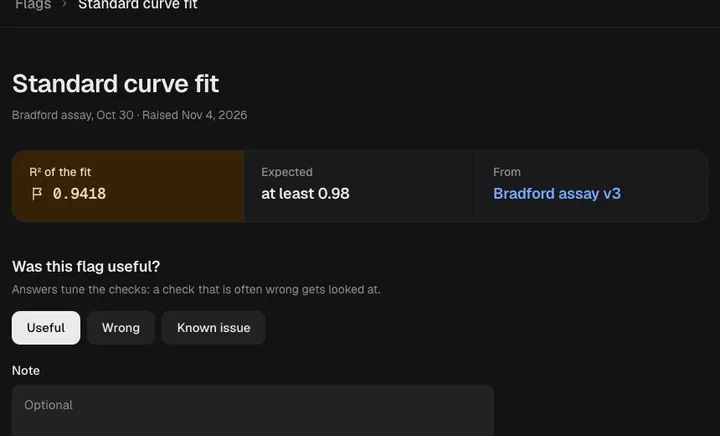 Flags › Standard curve fit
Standard curve fit
Bradford assay, Oct 30 · Raised Nov 4, 2026
R² of the fit
0.9418
Expected
at least 0.98
From
Bradford assay v3
Was this flag useful?
Answers tune the checks: a check that is often wrong gets looked at.
Useful Wrong Known issue
Note
Optional